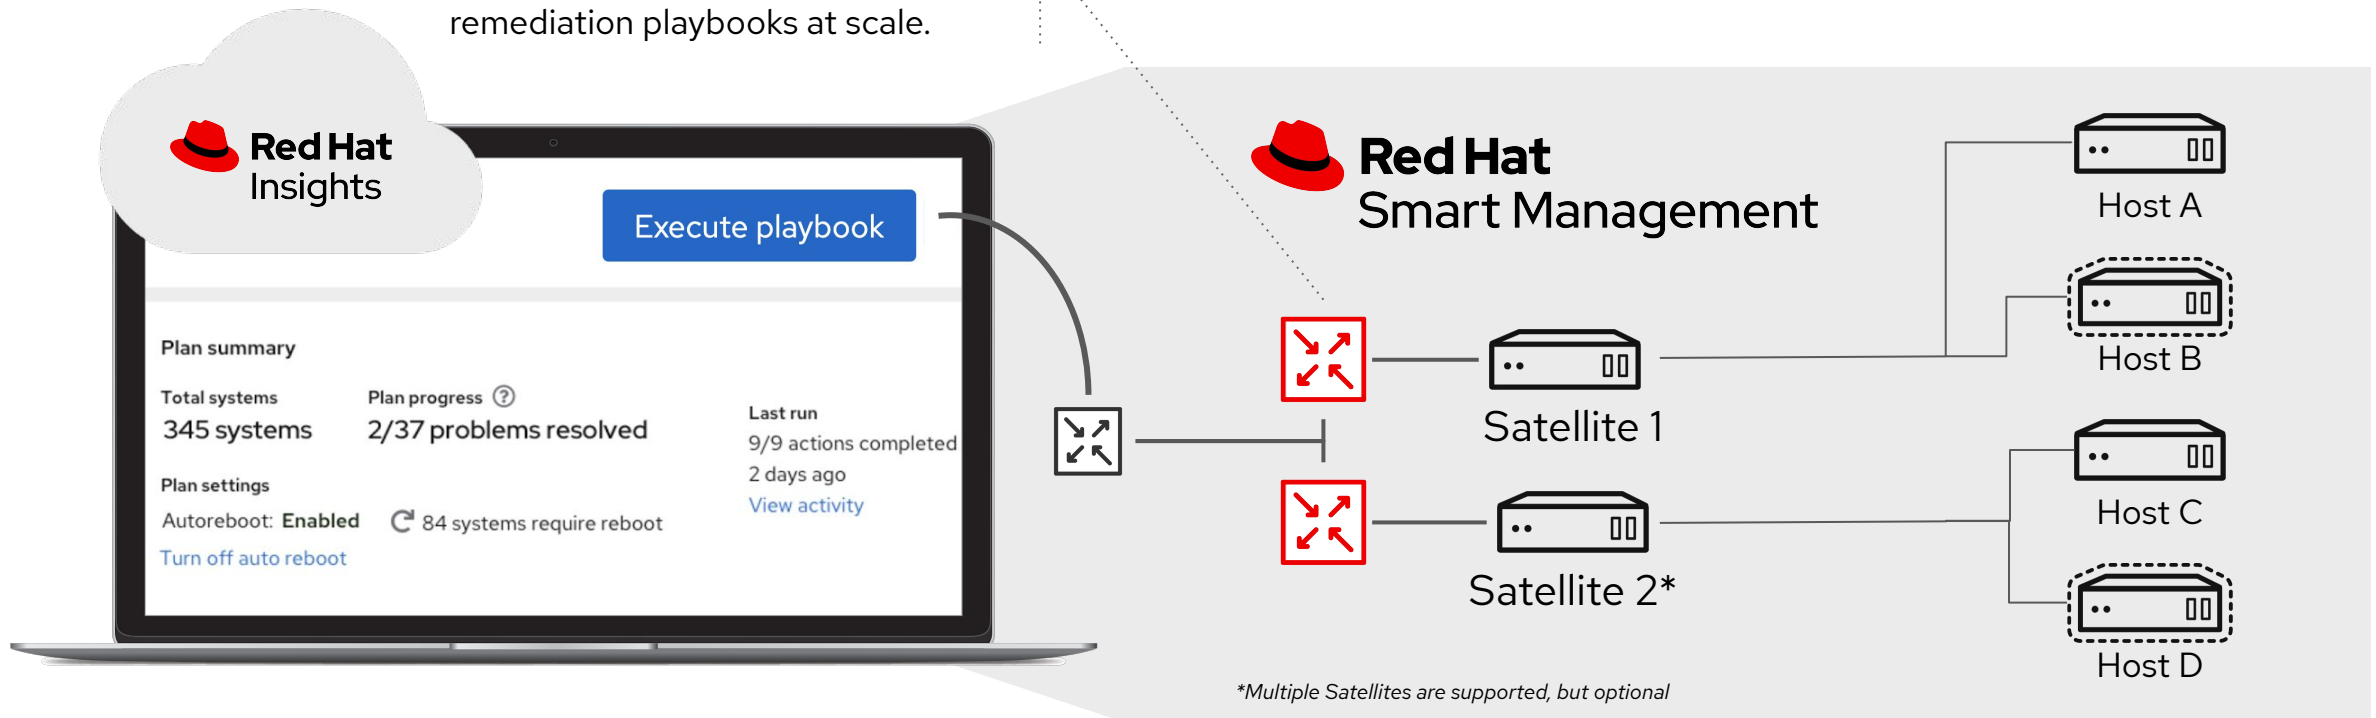 remediation playbooks at scale.
Red Hat
Insights
Execute playbook
Plan summary
Total systems
345 systems
Plan progress ?
2/37 problems resolved
Last run
9/9 actions completed
2 days ago
View activity
Plan settings
Autoreboot: Enabled
84 systems require reboot
Turn off auto reboot
Red Hat
Smart Management
Satellite 1
Satellite 2*
Host A
Host B
Host C
Host D
*Multiple Satellites are supported, but optional